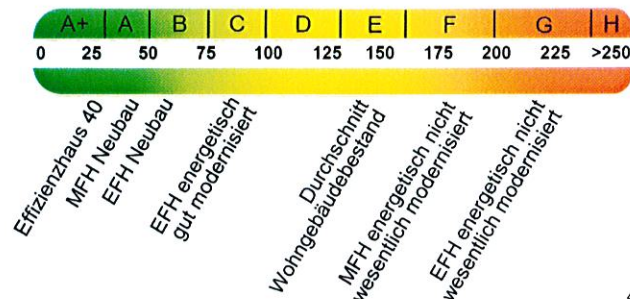 A+ A B C D E F G H
0 25 50 75 100 125 150 175 200 225 >250
Effizienzhaus 40
MFH Neubau
EFH Neubau
EFH energetisch
gut modernisiert
Durchschnitt
Wohngebäudebestand
MFH energetisch nicht
wesentlich modernisiert
EFH energetisch nicht
wesentlich modernisiert